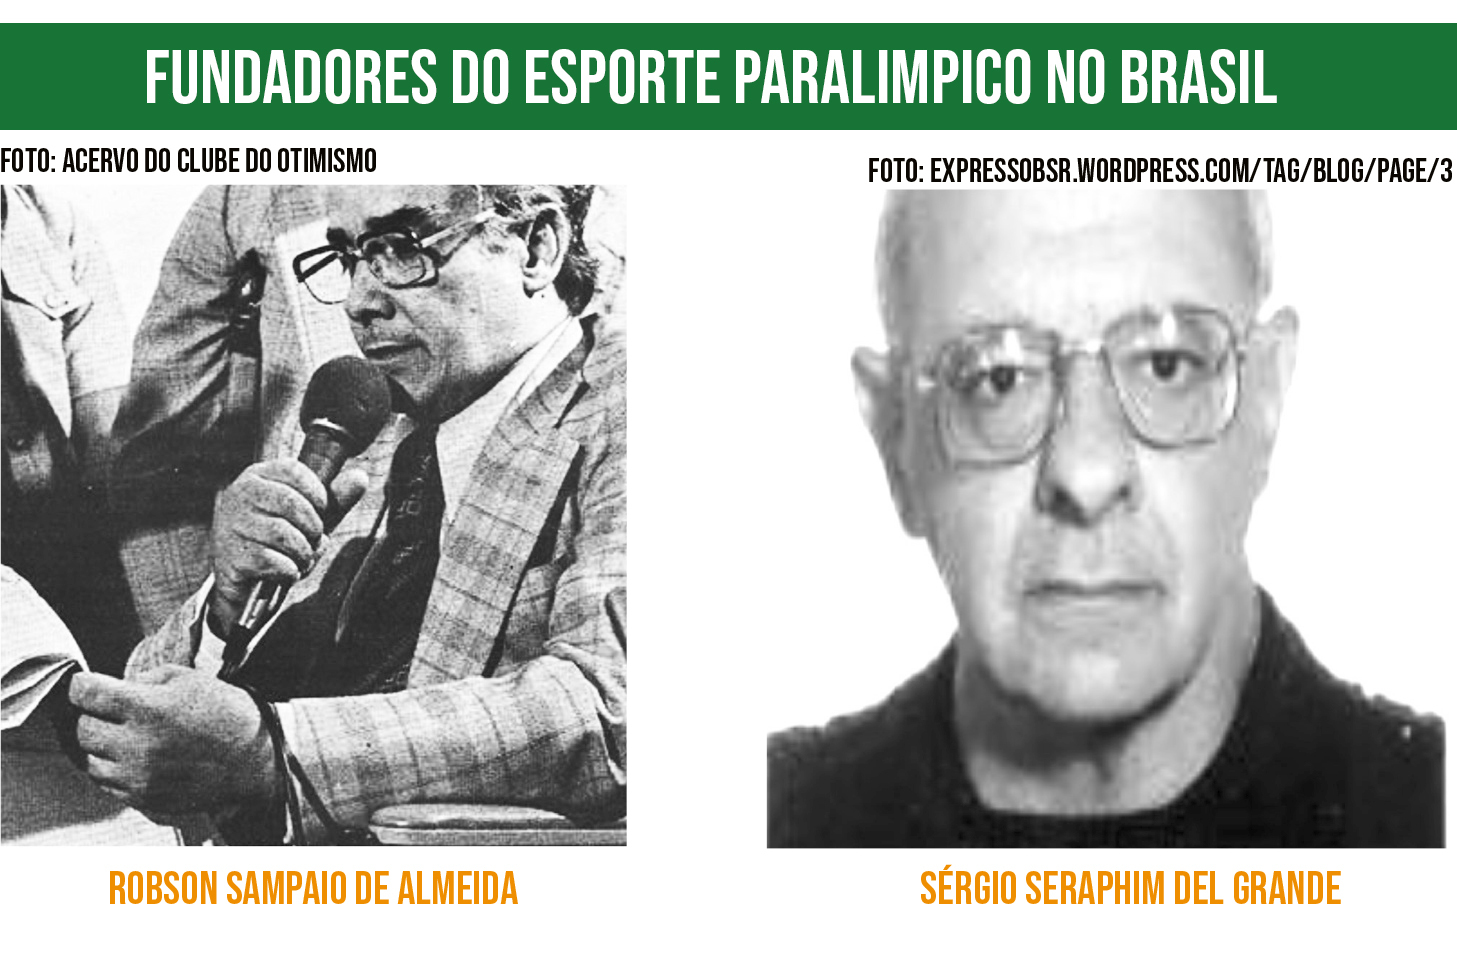 FUNDADORES DO ESPORTE PARALIMPICO NO BRASIL
FOTO: ACERVO DO CLUBE DO OTIMISMO
FOTO: EXPRESSOBSR.WORDPRESS.COM/TAG/BLOG/PAGE/3
ROBSON SAMPAIO DE ALMEIDA
SÉRGIO SERAPHIM DEL GRANDE